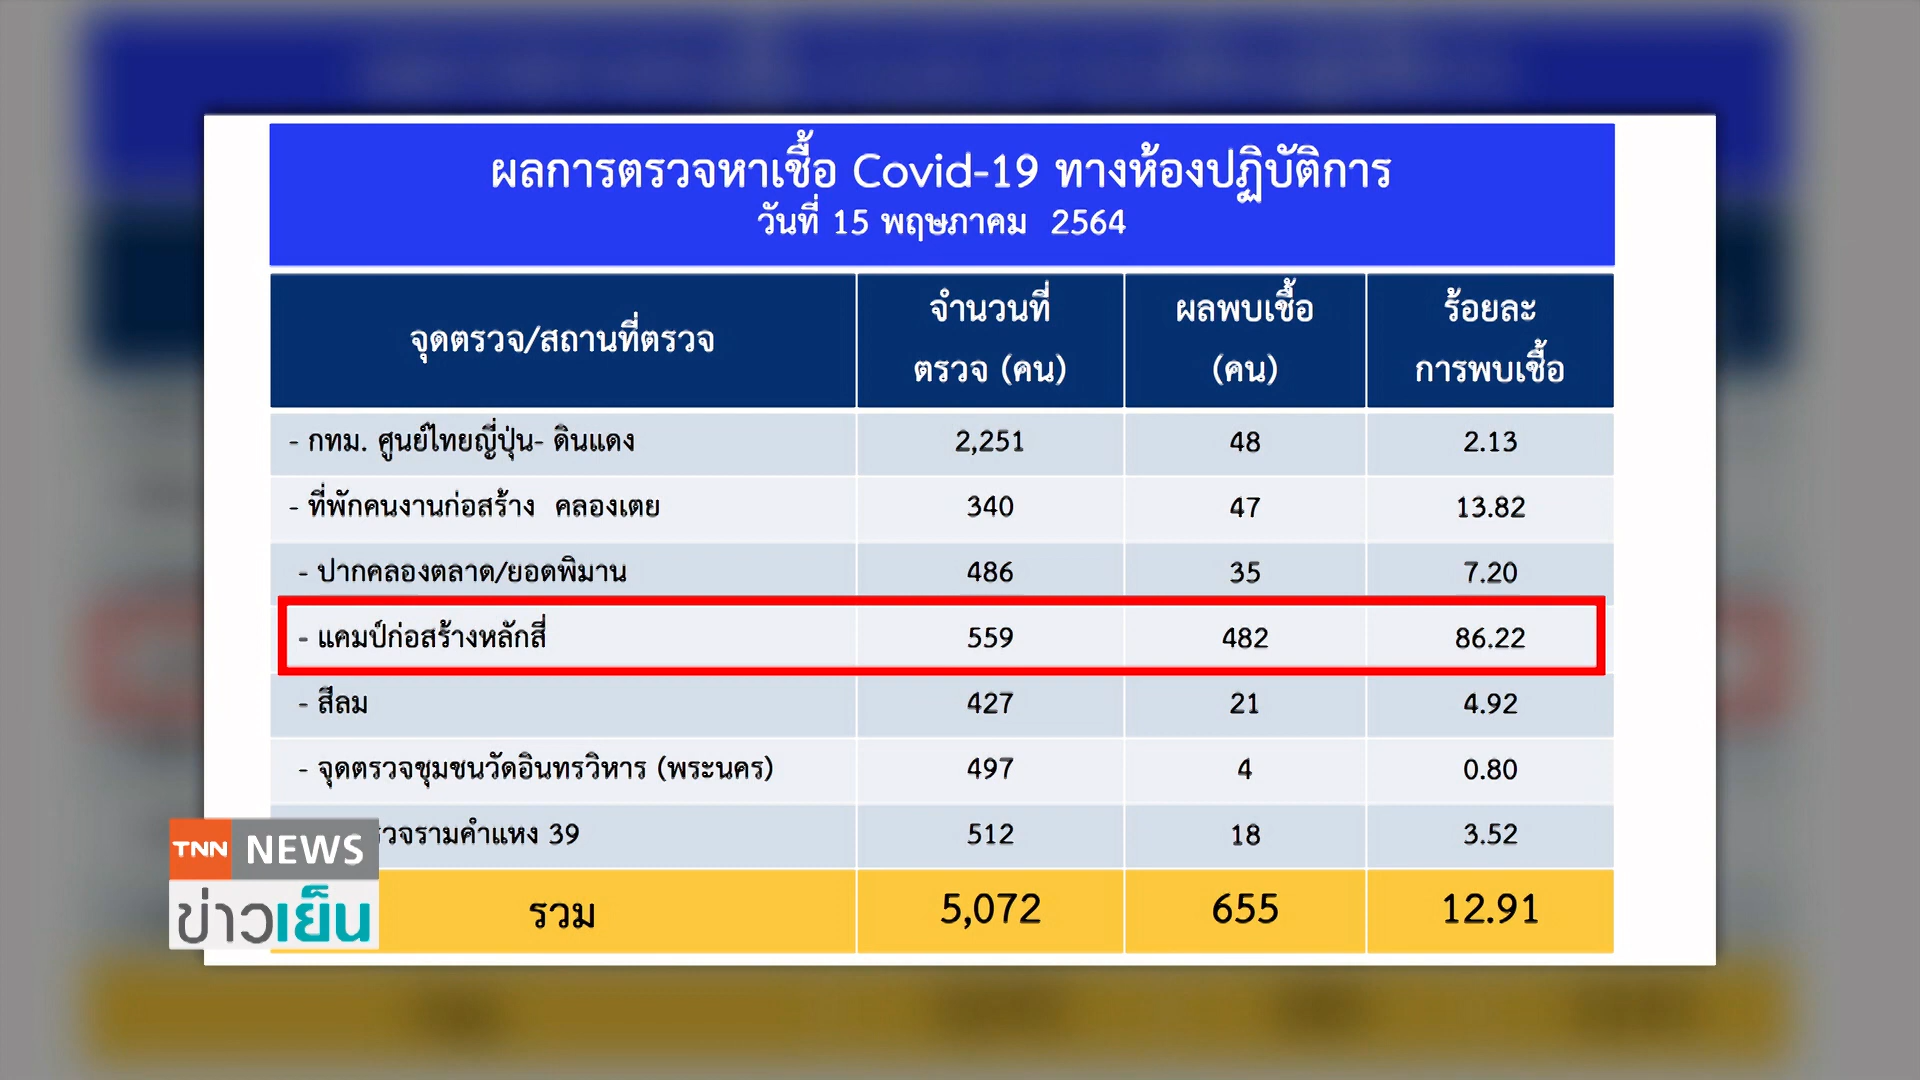 ผลการตรวจหาเชื้อ Covid-19 ทางห้องปฏิบัติการ
วันที่ 15 พฤษภาคม 2564
จุดตรวจ/สถานที่ตรวจ จำนวนที่ตรวจ (คน) ผลพบเชื้อ (คน) ร้อยละการพบเชื้อ
- กทม. ศูนย์ไทยญี่ปุ่น- ดินแดง 2,251 48 2.13
- ที่พักคนงานก่อสร้าง คลองเตย 340 47 13.82
- ปากคลองตลาด/ยอดพิมาน 486 35 7.20
- แคมป์ก่อสร้างหลักสี่ 559 482 86.22
- สีลม 427 21 4.92
- จุดตรวจชุมชนวัดอินทรวิหาร (พระนคร) 497 4 0.80
รวจรามคำแหง 39 512 18 3.52
รวม 5,072 655 12.91
TNN NEWS
ข่าวเย็น